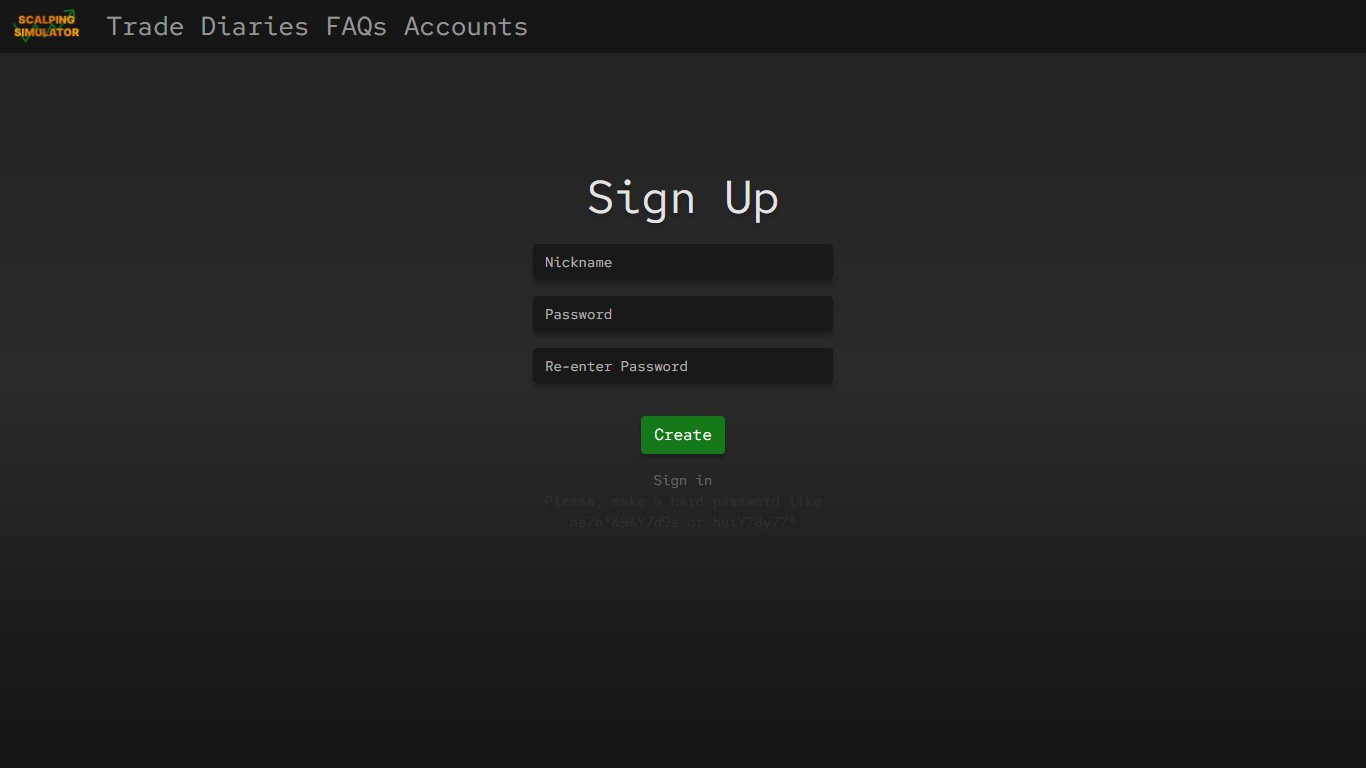 SCALPING
SIMULATOR
Trade Diaries FAQs Accounts
Sign Up
Nickname
Password
Re-enter Password
Create
Sign in
Please, make a hard password like
ns7h*&9&Y7d9s or huiY78y77*